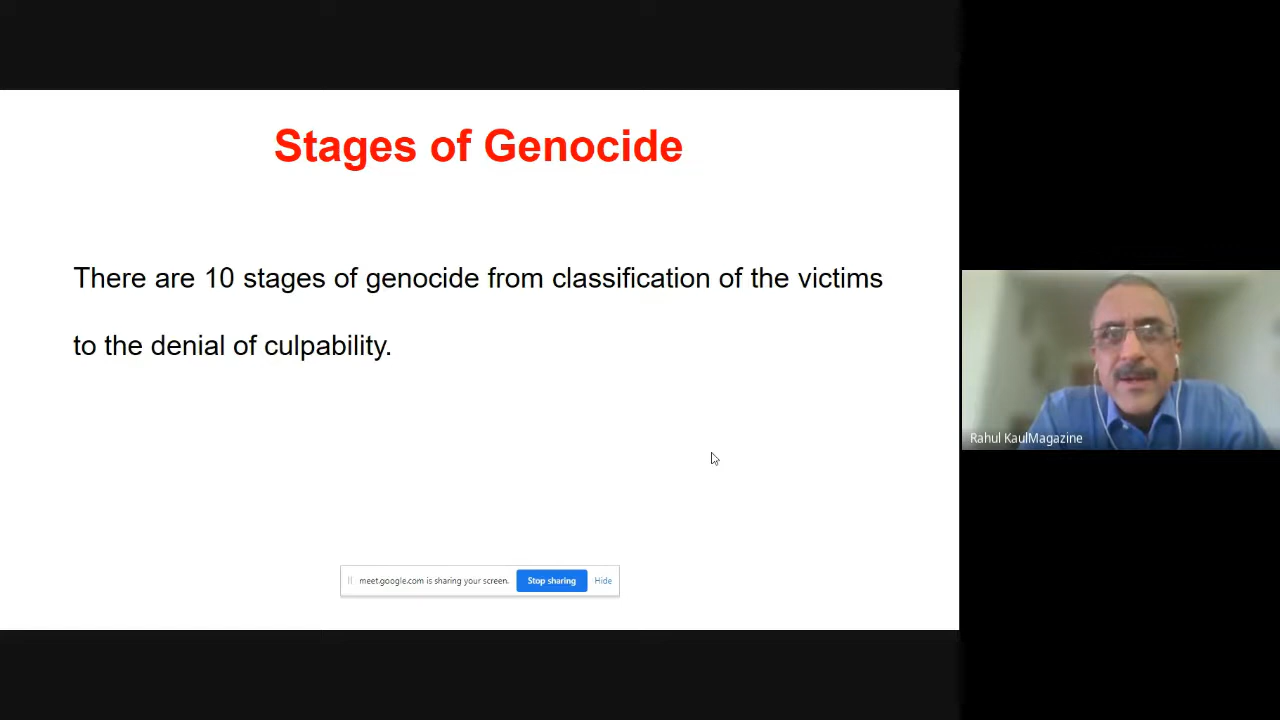 Stages of Genocide
There are 10 stages of genocide from classification of the victims
to the denial of culpability.
meet.google.com is sharing your screen. Stop sharing Hide
Rahul KaulMagazine